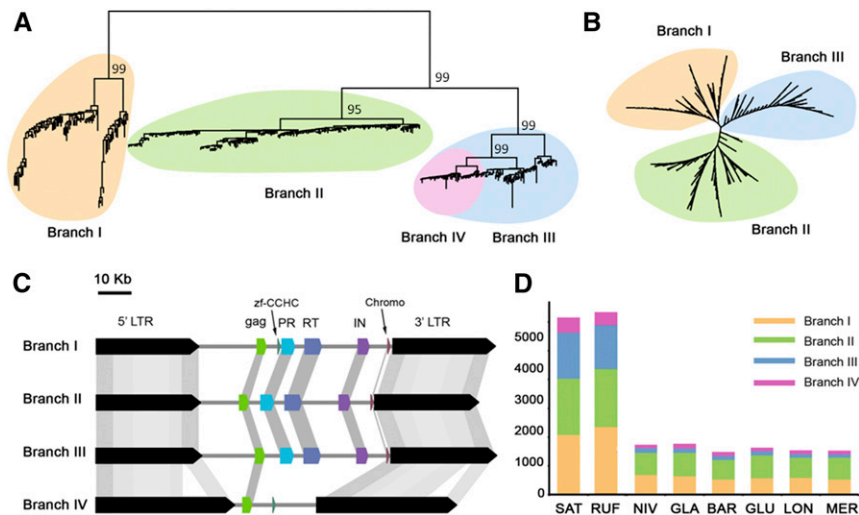 A
99
99
95
99
99
Branch I
Branch II
Branch IV
Branch III
B
Branch I
Branch III
Branch II
C
10 Kb
5' LTR
zf-CCHC
gag
PR
RT
IN
Chromo
3' LTR
Branch I
Branch II
Branch III
Branch IV
D
5000
4000
3000
2000
1000
0000
Branch I
Branch II
Branch III
Branch IV
SAT RUF NIV GLA BAR GLU LON MER